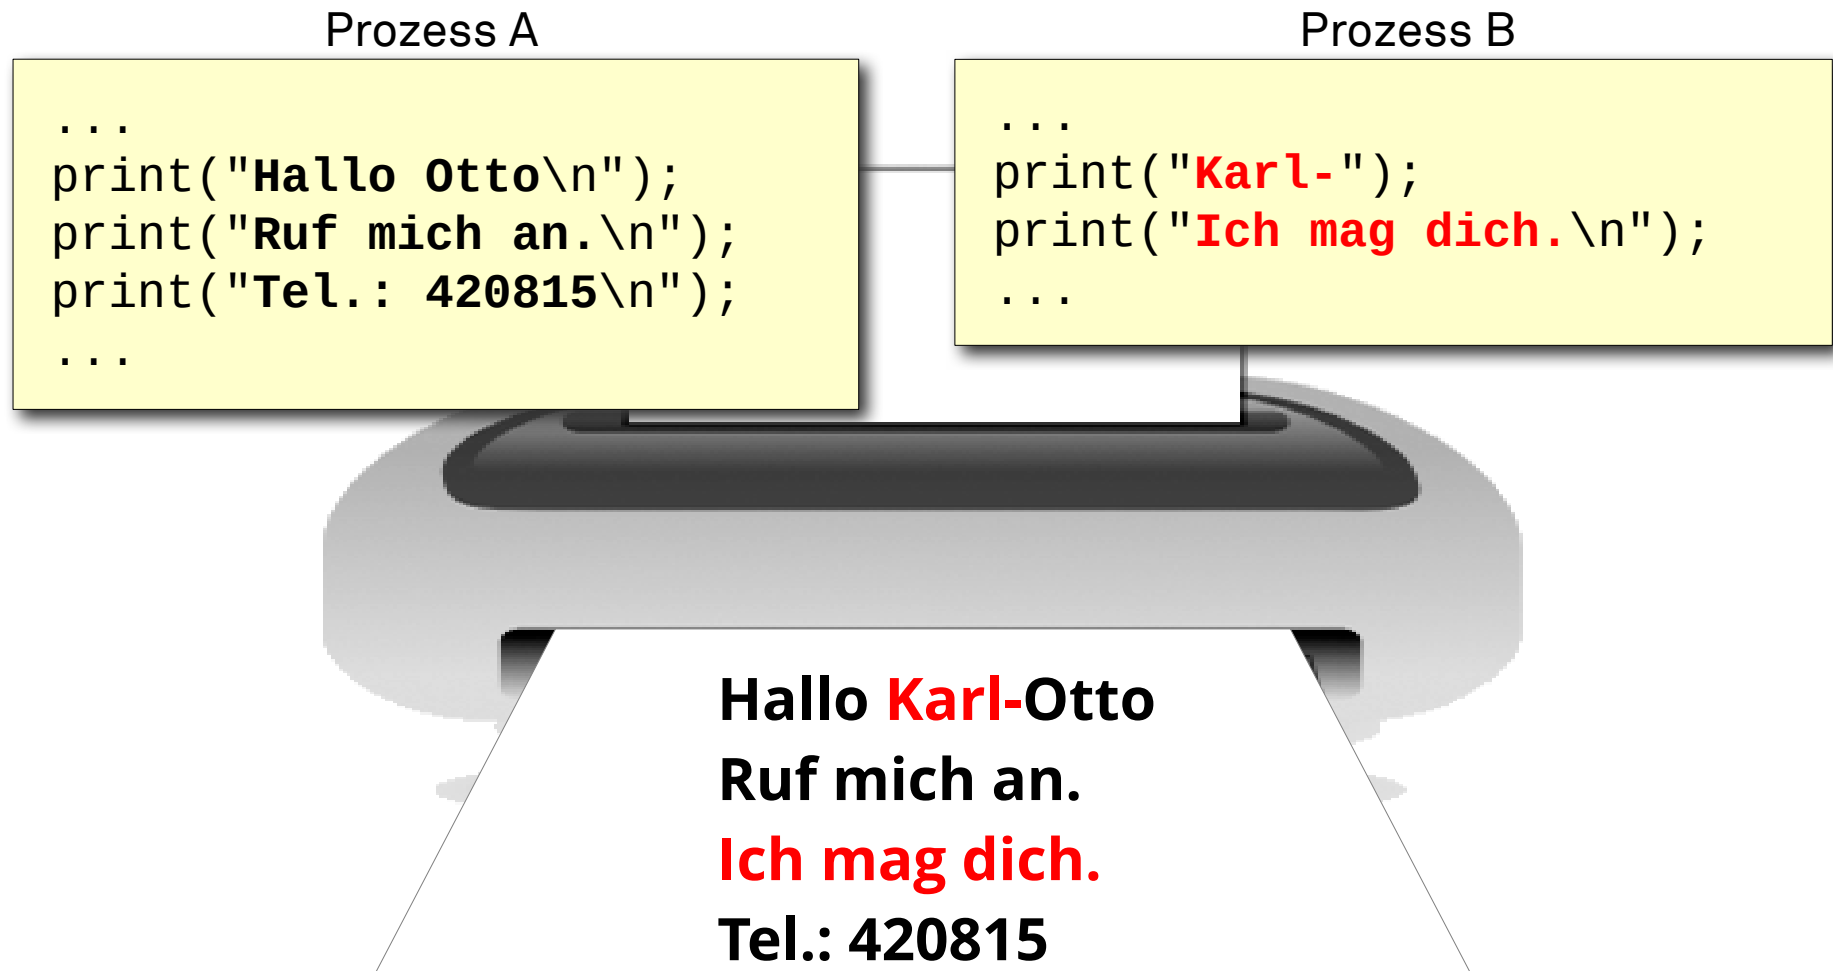 Prozess A
...
print("Hallo Otto\n");
print("Ruf mich an.\n");
print("Tel.: 420815\n");
...
Prozess B
...
print("Karl-");
print("Ich mag dich.\n");
...
Hallo Karl-Otto
Ruf mich an.
Ich mag dich.
Tel.: 420815